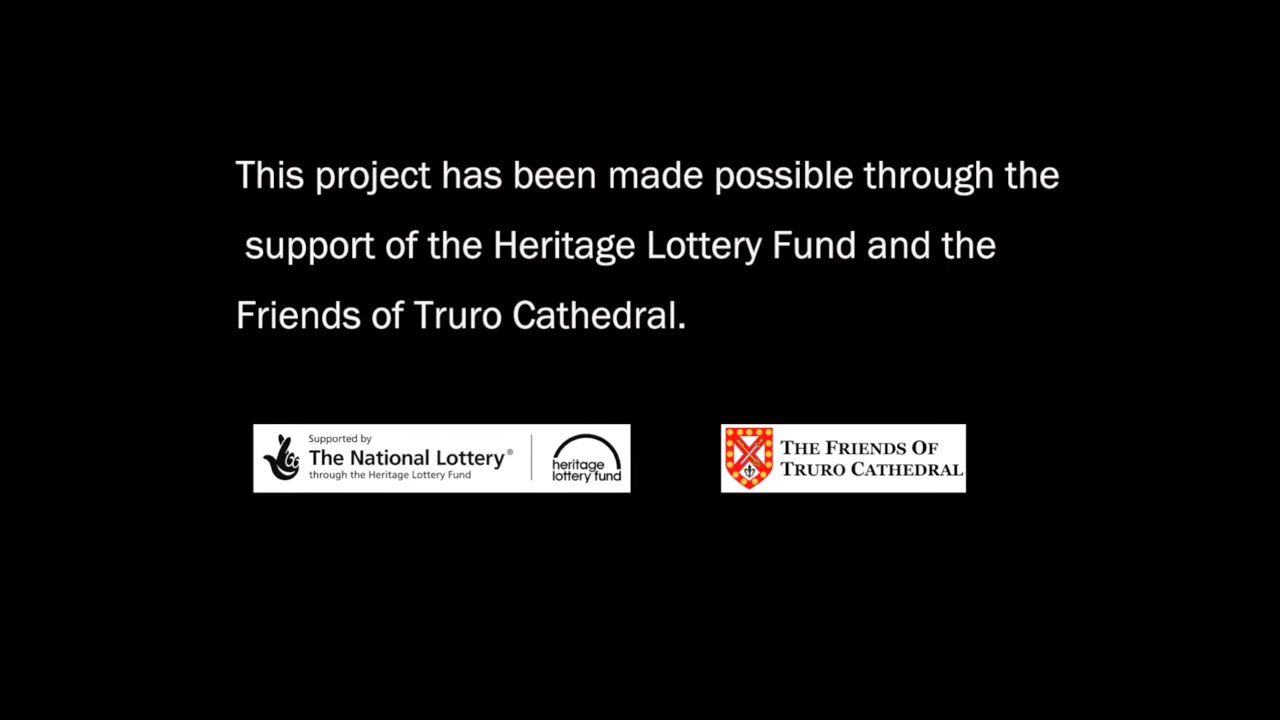 This project has been made possible through the
support of the Heritage Lottery Fund and the
Friends of Truro Cathedral.
Supported by
The National Lottery®
through the Heritage Lottery Fund
heritage
lottery fund
THE FRIENDS OF
TRURO CATHEDRAL